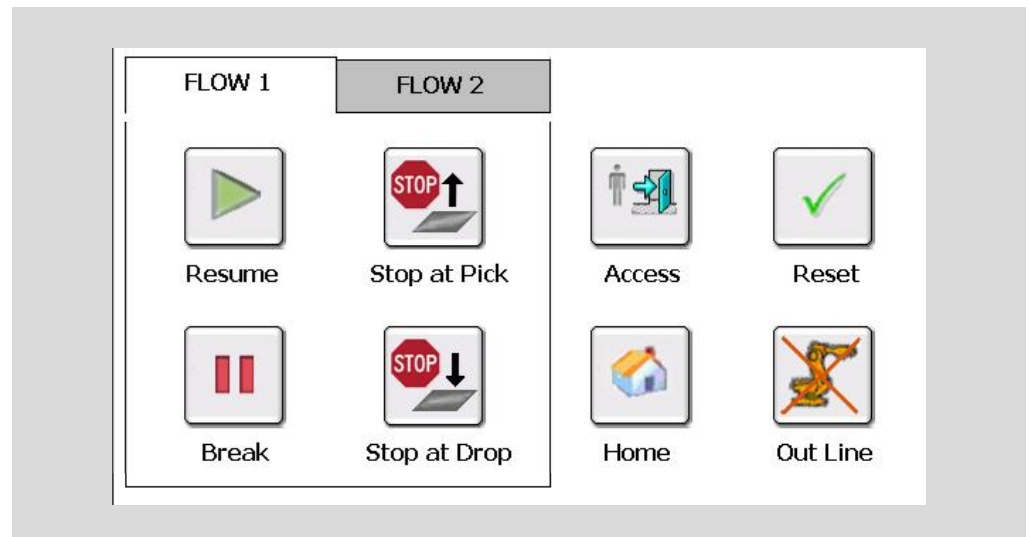 FLOW 1 FLOW 2
STOP STOP
Resume Stop at Pick Access Reset
STOP
Break Stop at Drop Home Out Line